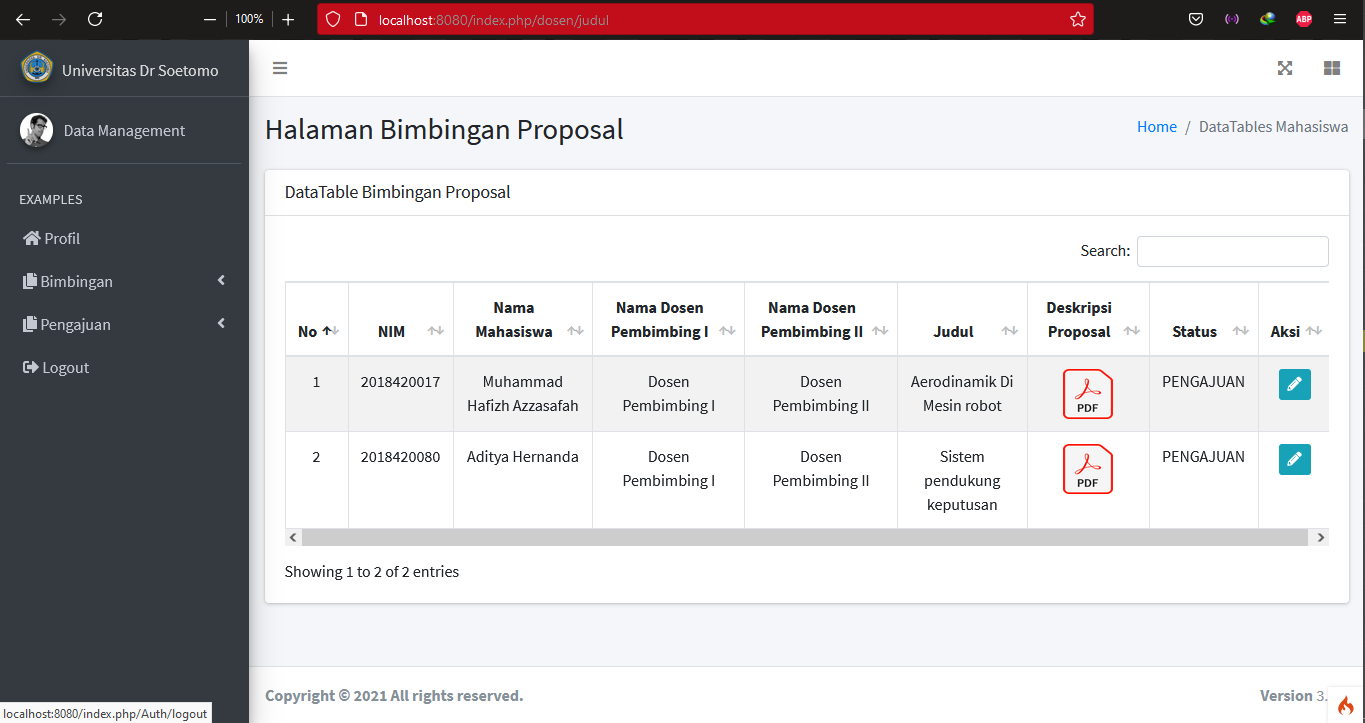 100%
localhost:8080/index.php/dosen/judul
ABP
Universitas Dr Soetomo
Data Management
EXAMPLES
Profil
Bimbingan
Pengajuan
Logout
Halaman Bimbingan Proposal
Home / DataTables Mahasiswa
DataTable Bimbingan Proposal
Search:
No
NIM
Nama
Mahasiswa
Nama Dosen
Pembimbing I
Nama Dosen
Pembimbing II
Judul
Deskripsi
Proposal
Status
Aksi
1
2018420017
Muhammad
Hafizh Azzasafah
Dosen
Pembimbing I
Dosen
Pembimbing II
Aerodinamik Di
Mesin robot
PDF
PENGAJUAN
2
2018420080
Aditya Hernanda
Dosen
Pembimbing I
Dosen
Pembimbing II
Sistem
pendukung
keputusan
PDF
PENGAJUAN
Showing 1 to 2 of 2 entries
Copyright © 2021 All rights reserved.
Version 3.
localhost:8080/index.php/Auth/logout